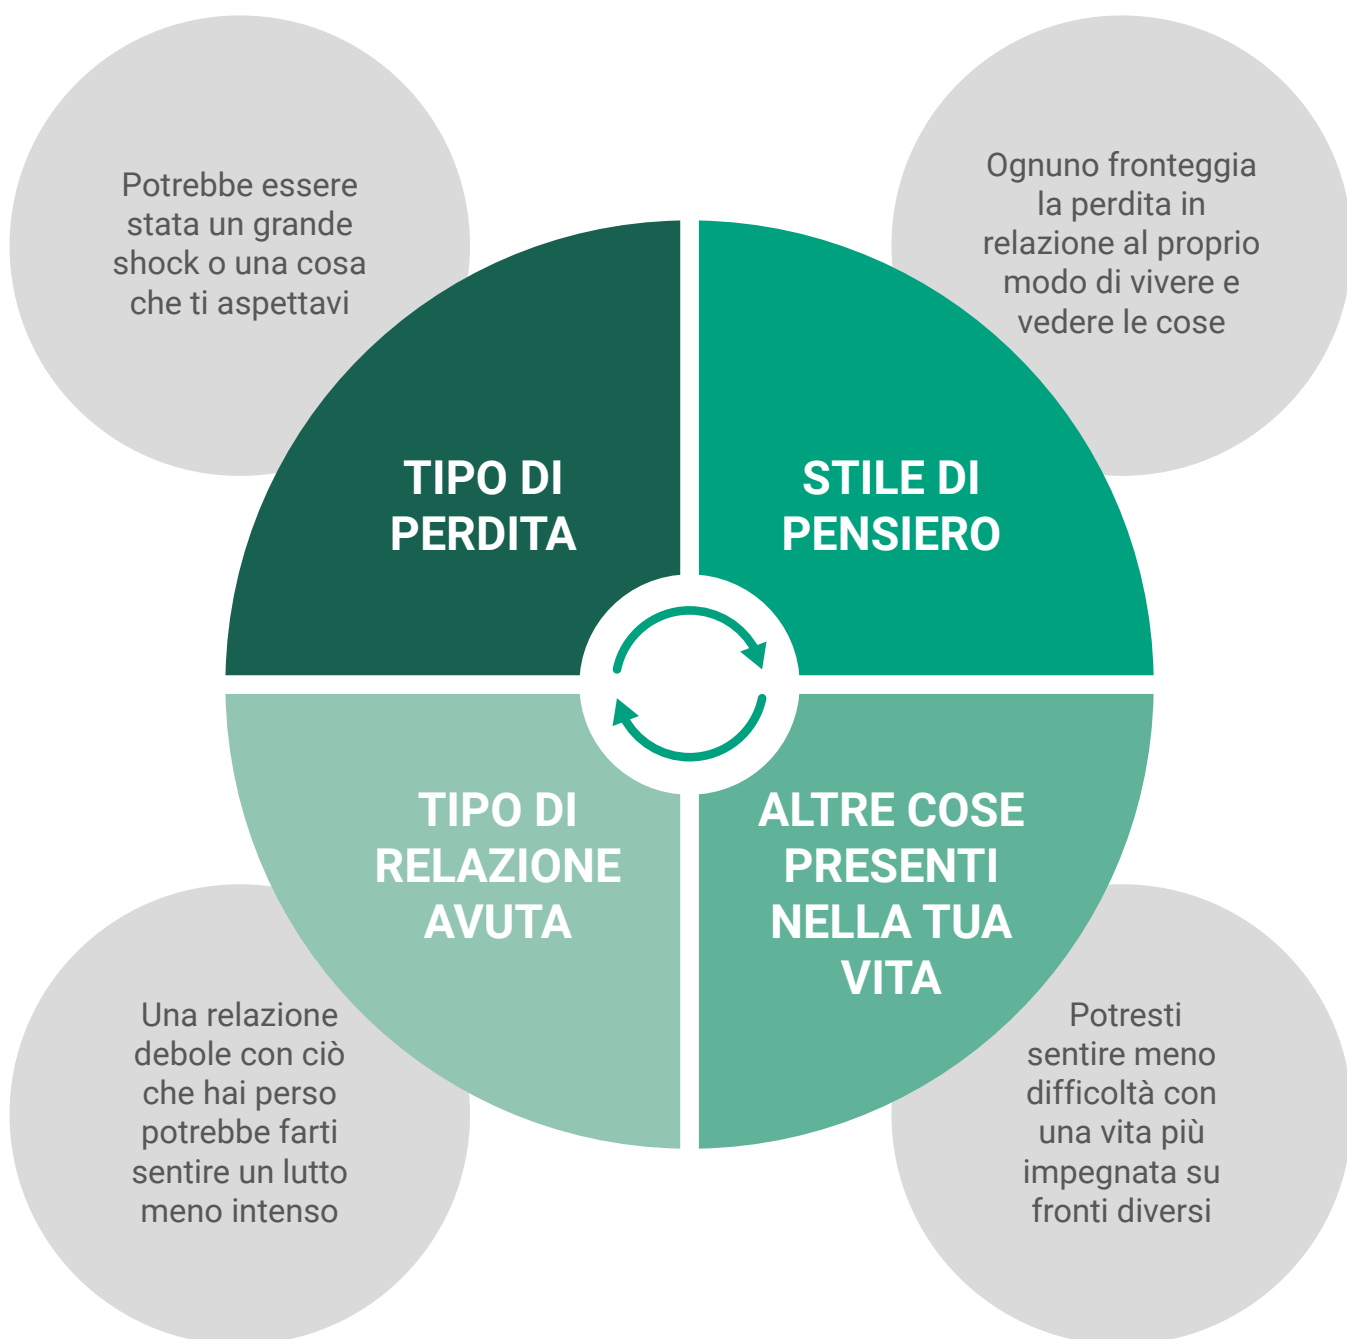 Potrebbe essere
stata un grande
shock o una cosa
che ti aspettavi
Ognuno fronteggia
la perdita in
relazione al proprio
modo di vivere e
vedere le cose
TIPO DI
PERDITA
STILE DI
PENSIERO
TIPO DI
RELAZIONE
AVUTA
ALTRE COSE
PRESENTI
NELLA TUA
VITA
Una relazione
debole con ciò
che hai perso
potrebbe farti
sentire un lutto
meno intenso
Potresti
sentire meno
difficoltà con
una vita più
impegnata su
fronti diversi